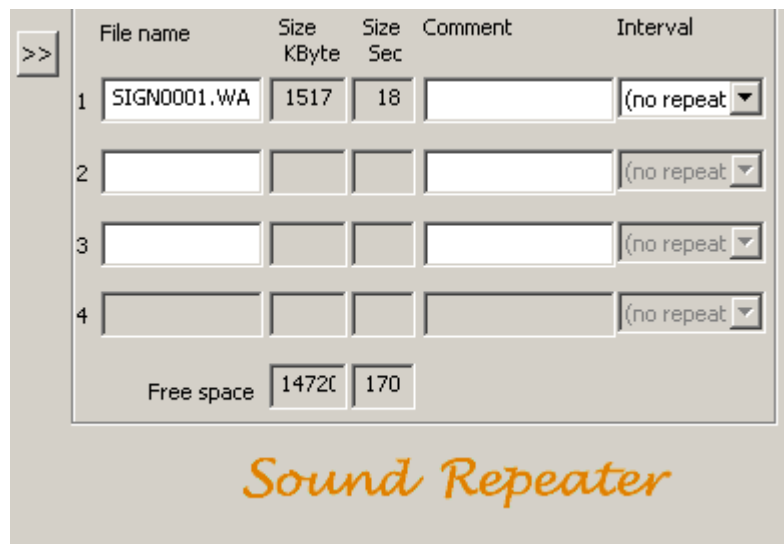 >> File name Size KByte Size Sec Comment Interval
1 SIGN0001.WA 1517 18 (no repeat
2 (no repeat
3 (no repeat
4 (no repeat
Free space 1472 170
Sound Repeater